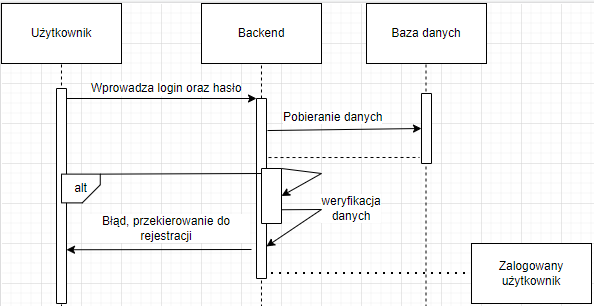 Użytkownik
Backend
Baza danych
Wprowadza login oraz hasło
Pobieranie danych
alt
weryfikacja
danych
Błąd, przekierowanie do
rejestracji
Zalogowany
użytkownik